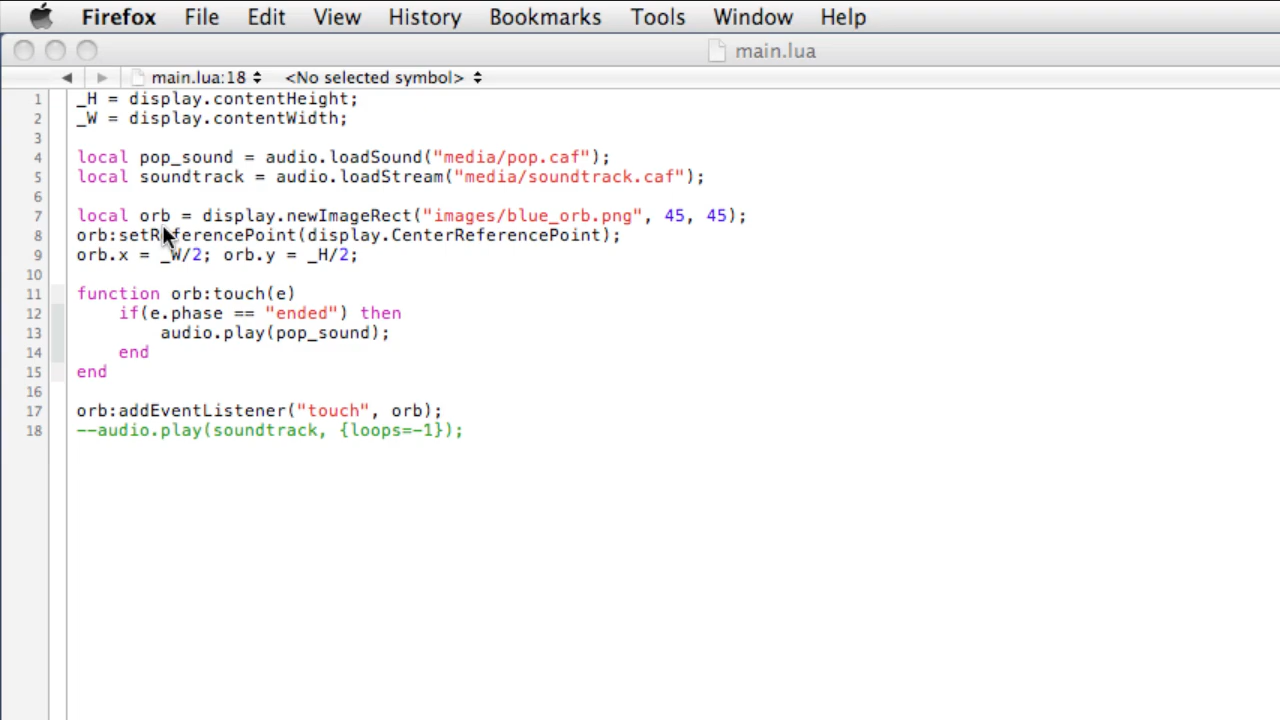 Firefox File Edit View History Bookmarks Tools Window Help
main.lua
main.lua:18 <No selected symbol>
1 _H = display.contentHeight;
2 _W = display.contentWidth;
3
4 local pop_sound = audio.loadSound("media/pop.caf");
5 local soundtrack = audio.loadStream("media/soundtrack.caf");
6
7 local orb = display.newImageRect("images/blue_orb.png", 45, 45);
8 orb:setReferencePoint(display.CenterReferencePoint);
9 orb.x = _W/2; orb.y = _H/2;
10
11 function orb:touch(e)
12 if(e.phase == "ended") then
13 audio.play(pop_sound);
14 end
15 end
16
17 orb:addEventListener("touch", orb);
18 --audio.play(soundtrack, {loops=-1});